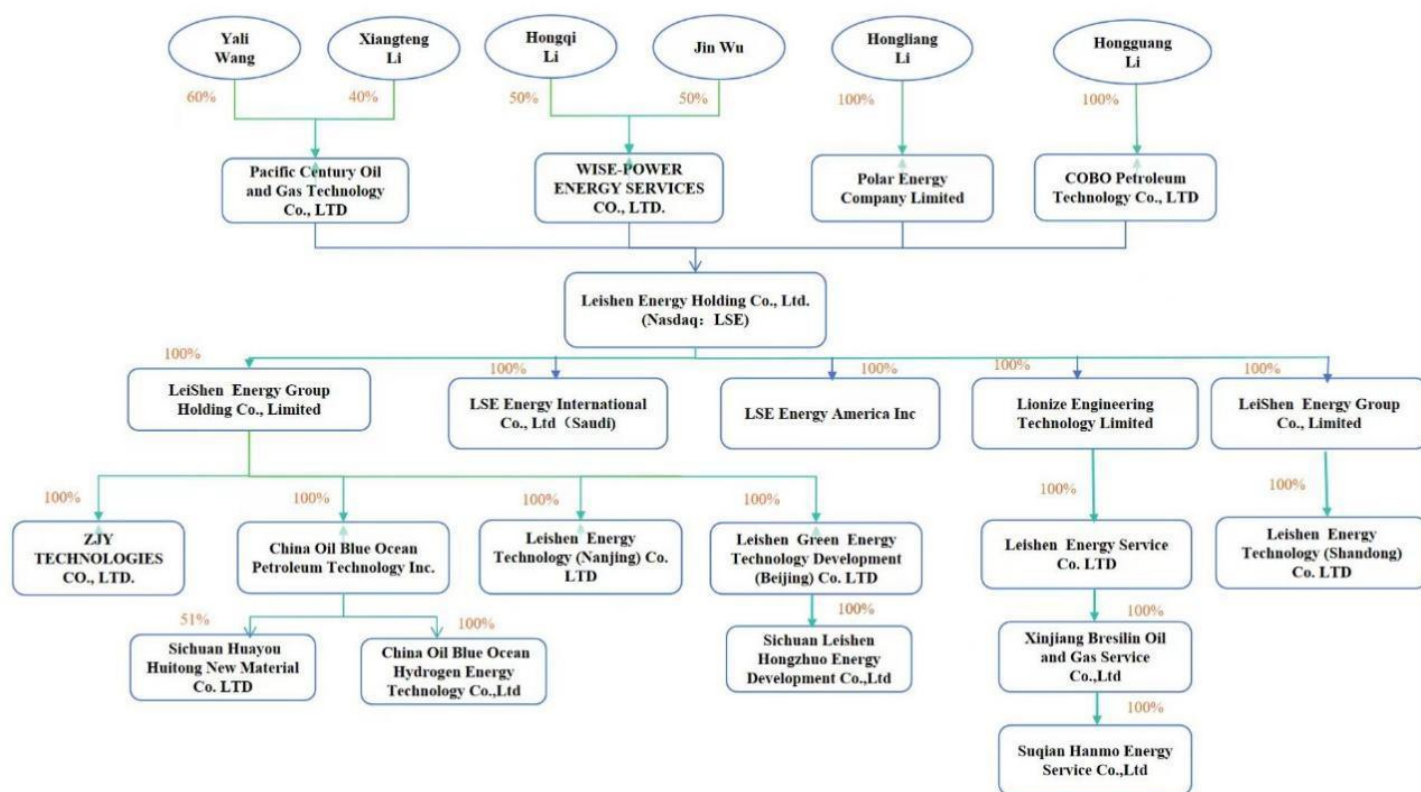 Yali
Wang
Xiangteng
Li
Hongqi
Li
Jin Wu
Hongliang
Li
Hongguang
Li
60%
40%
50%
50%
100%
100%
Pacific Century Oil
and Gas Technology
Co., LTD
WISE-POWER
ENERGY SERVICES
CO., LTD.
Polar Energy
Company Limited
COBO Petroleum
Technology Co., LTD
Leishen Energy Holding Co., Ltd.
(Nasdaq：LSE)
100%
100%
100%
100%
100%
LeiShen Energy Group
Holding Co., Limited
LSE Energy International
Co., Ltd（Saudi)
LSE Energy America Inc
Lionize Engineering
Technology Limited
LeiShen Energy Group
Co., Limited
100%
100%
100%
100%
100%
100%
ZJY
TECHNOLOGIES
CO., LTD.
China Oil Blue Ocean
Petroleum Technology Inc.
Leishen Energy
Technology (Nanjing) Co.
LTD
Leishen Green Energy
Technology Development
(Beijing) Co. LTD
Leishen Energy Service
Co. LTD
Leishen Energy
Technology (Shandong)
Co. LTD
51%
100%
100%
100%
Sichuan Huayou
Huitong New Material
Co. LTD
China Oil Blue Ocean
Hydrogen Energy
Technology Co.,Ltd
Sichuan Leishen
Hongzhuo Energy
Development Co.,Ltd
Xinjiang Bresilin Oil
and Gas Service
Co.,Ltd
100%
Suqian Hanmo Energy
Service Co.,Ltd